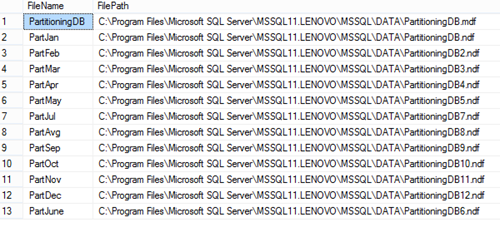 FileName FilePath
1 PartitioningDB C:\Program Files\Microsoft SQL Server\MSSQL11.LENOVO\MSSQL\DATA\PartitioningDB.mdf
2 PartJan C:\Program Files\Microsoft SQL Server\MSSQL11.LENOVO\MSSQL\DATA\PartitioningDB.ndf
3 PartFeb C:\Program Files\Microsoft SQL Server\MSSQL11.LENOVO\MSSQL\DATA\PartitioningDB2.ndf
4 PartMar C:\Program Files\Microsoft SQL Server\MSSQL11.LENOVO\MSSQL\DATA\PartitioningDB3.ndf
5 PartApr C:\Program Files\Microsoft SQL Server\MSSQL11.LENOVO\MSSQL\DATA\PartitioningDB4.ndf
6 PartMay C:\Program Files\Microsoft SQL Server\MSSQL11.LENOVO\MSSQL\DATA\PartitioningDB5.ndf
7 PartJul C:\Program Files\Microsoft SQL Server\MSSQL11.LENOVO\MSSQL\DATA\PartitioningDB7.ndf
8 PartAvg C:\Program Files\Microsoft SQL Server\MSSQL11.LENOVO\MSSQL\DATA\PartitioningDB8.ndf
9 PartSep C:\Program Files\Microsoft SQL Server\MSSQL11.LENOVO\MSSQL\DATA\PartitioningDB9.ndf
10 PartOct C:\Program Files\Microsoft SQL Server\MSSQL11.LENOVO\MSSQL\DATA\PartitioningDB10.ndf
11 PartNov C:\Program Files\Microsoft SQL Server\MSSQL11.LENOVO\MSSQL\DATA\PartitioningDB11.ndf
12 PartDec C:\Program Files\Microsoft SQL Server\MSSQL11.LENOVO\MSSQL\DATA\PartitioningDB12.ndf
13 PartJune C:\Program Files\Microsoft SQL Server\MSSQL11.LENOVO\MSSQL\DATA\PartitioningDB6.ndf